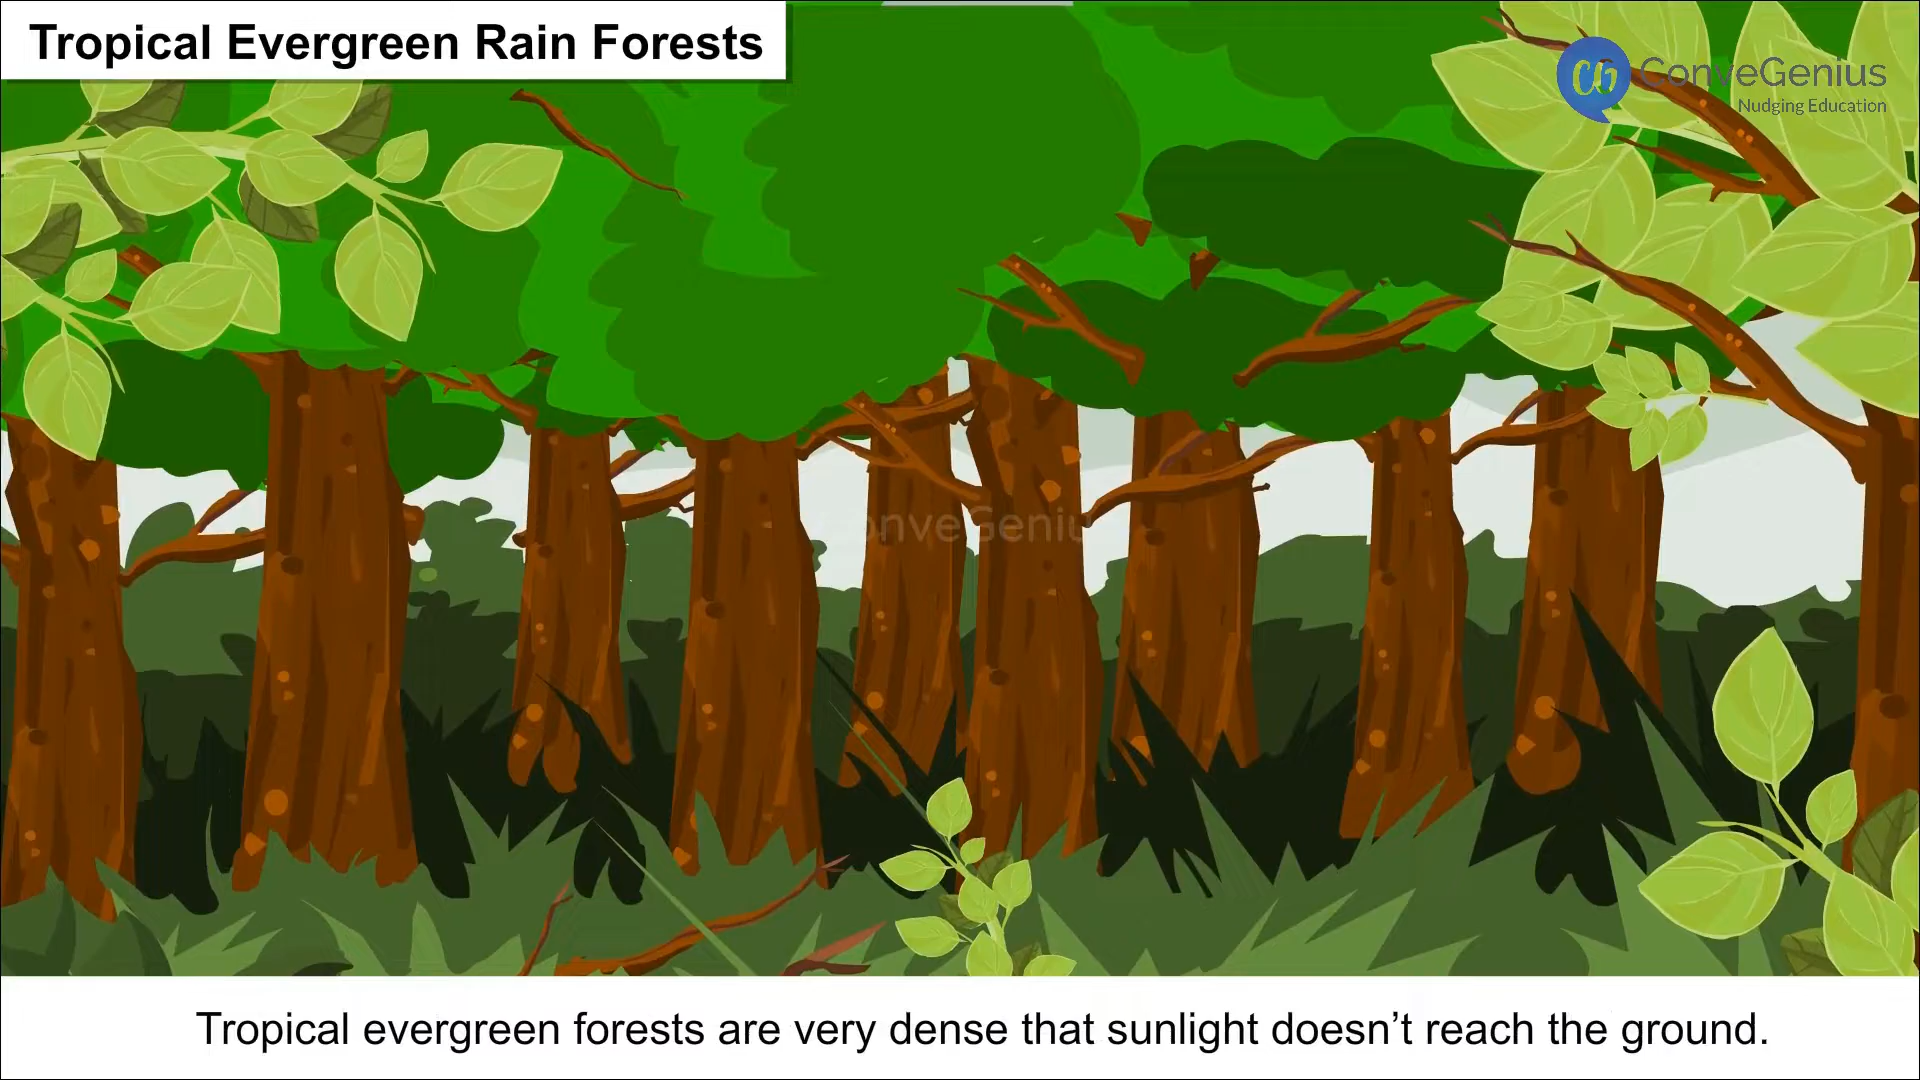 Tropical Evergreen Rain Forests
ConveGenius
Nudging Education
ConveGeniu
Tropical evergreen forests are very dense that sunlight doesn’t reach the ground.